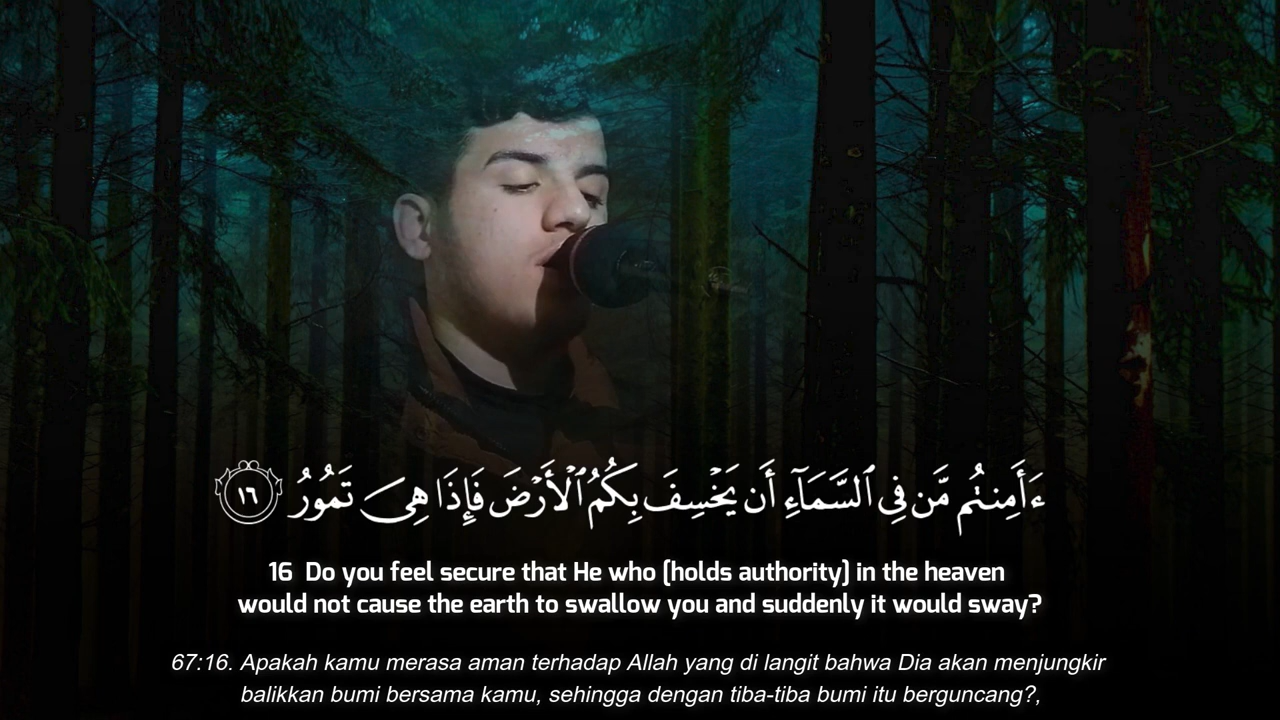 ءَأَمِنتُم مَّن فِي ٱلسَّمَآءِ أَن يَخْسِفَ بِكُمُ ٱلْأَرْضَ فَإِذَا هِىَ تَمُورُ ١٦
16 Do you feel secure that He who [holds authority] in the heaven
would not cause the earth to swallow you and suddenly it would sway?
67:16. Apakah kamu merasa aman terhadap Allah yang di langit bahwa Dia akan menjungkir
balikkan bumi bersama kamu, sehingga dengan tiba-tiba bumi itu berguncang?,